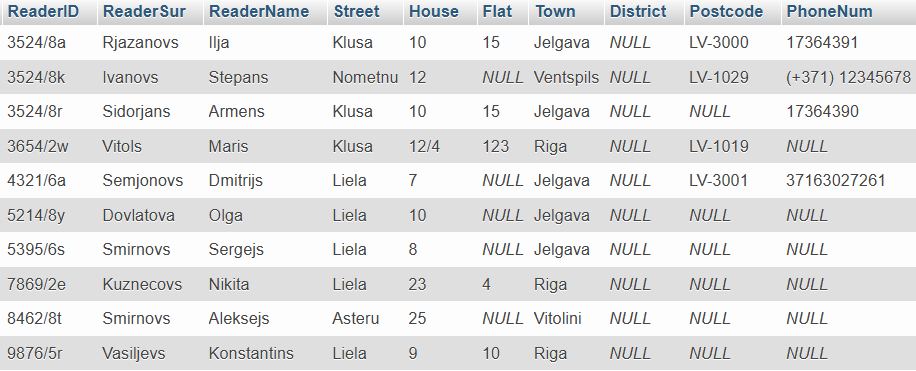 ReaderID ReaderSur ReaderName Street House Flat Town District Postcode PhoneNum
3524/8a Rjazanovs Ilja Klusa 10 15 Jelgava NULL LV-3000 17364391
3524/8k Ivanovs Stepans Nometnu 12 NULL Ventspils NULL LV-1029 (+371) 12345678
3524/8r Sidorjans Armens Klusa 10 15 Jelgava NULL NULL 17364390
3654/2w Vitols Maris Klusa 12/4 123 Riga NULL LV-1019 NULL
4321/6a Semjonovs Dmitrijs Liela 7 NULL Jelgava NULL LV-3001 37163027261
5214/8y Dovlatova Olga Liela 10 NULL Jelgava NULL NULL NULL
5395/6s Smirnovs Sergejs Liela 8 NULL Jelgava NULL NULL NULL
7869/2e Kuznecovs Nikita Liela 23 4 Riga NULL NULL NULL
8462/8t Smirnovs Aleksejs Asteru 25 NULL Vitolini NULL NULL NULL
9876/5r Vasiljevs Konstantins Liela 9 10 Riga NULL NULL NULL